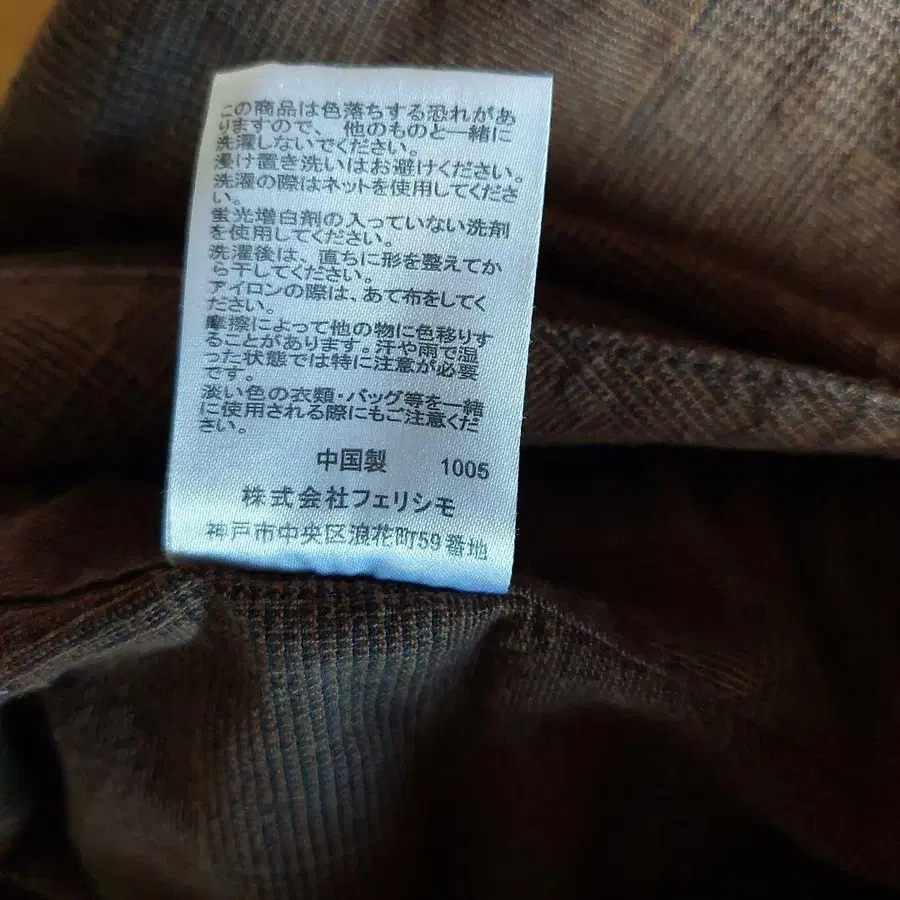 この商品は色落ちする恐れがあ
りますので、他のものと一緒に
洗濯しないでください。
浸け置き洗いはお避けください。
洗濯の際はネットを使用してくださ
い。
蛍光増白剤の入っていない洗剤
を使用してください。
洗濯後は、直ちに形を整えてか
ら干してください。
アイロンの際は、あて布をしてく
ださい。
摩擦によって他の物に色移りす
ることがあります。汗や雨で湿
った状態では特に注意が必要
です。
淡い色の衣類・バッグ等を一緒
に使用される際にもご注意くだ
さい。
中国製 1005
株式会社フェリシモ
神戸市中央区浪花町59番地